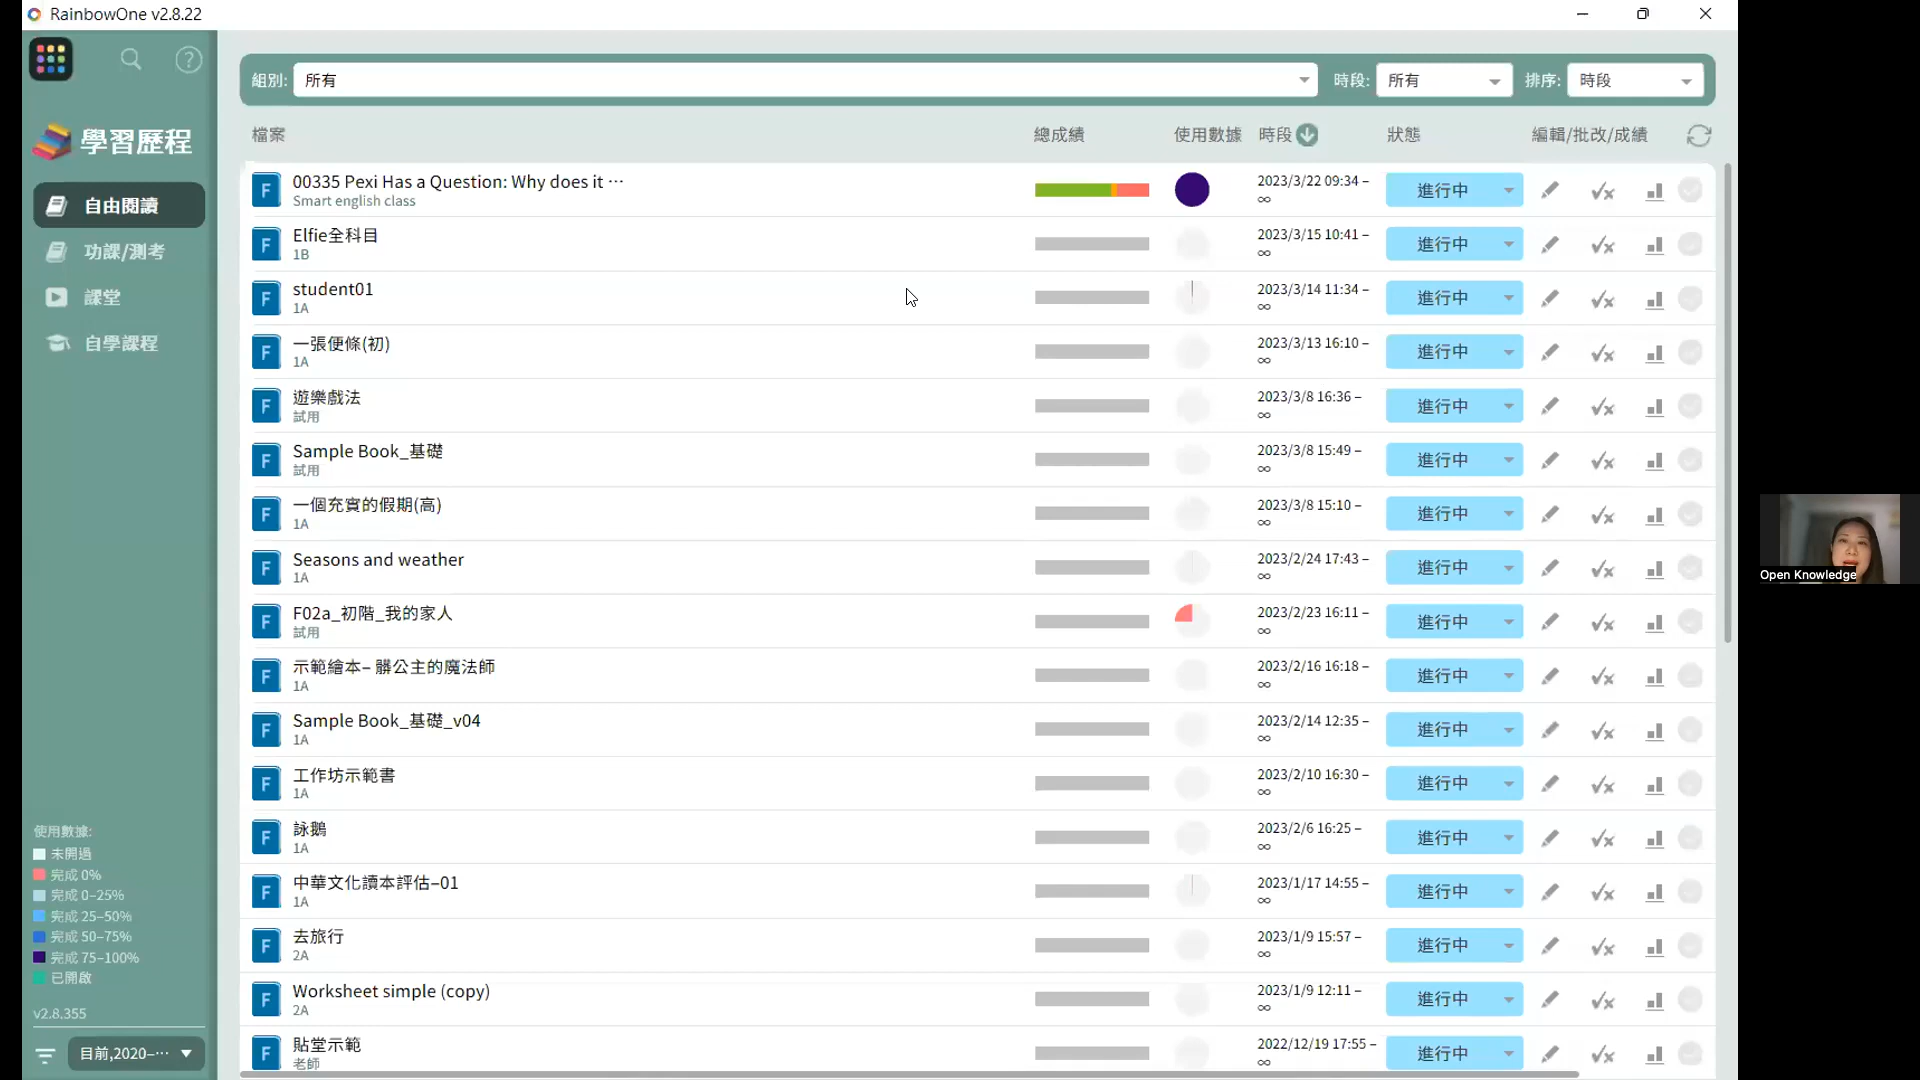 RainbowOne v2.8.22
學習歷程
自由閱讀
功課/測考
課堂
自學課程
使用數據:
未開過
完成 0%
完成 0-25%
完成 25-50%
完成 50-75%
完成 75-100%
已開啟
v2.8.355
目前,2020-···
組別: 所有 時段: 所有 排序: 時段
檔案 總成績 使用數據 時段 狀態 編輯/批改/成績
00335 Pexi Has a Question: Why does it ··· 2023/3/22 09:34 – ∞ 進行中
Smart english class
Elfie全科目 2023/3/15 10:41 – ∞ 進行中
1B
student01 2023/3/14 11:34 – ∞ 進行中
1A
一張便條(初) 2023/3/13 16:10 – ∞ 進行中
1A
遊樂戲法 2023/3/8 16:36 – ∞ 進行中
試用
Sample Book_基礎 2023/3/8 15:49 – ∞ 進行中
試用
一個充實的假期(高) 2023/3/8 15:10 – ∞ 進行中
1A
Seasons and weather 2023/2/24 17:43 – ∞ 進行中
1A
F02a_初階_我的家人 2023/2/23 16:11 – ∞ 進行中
試用
示範繪本– 髒公主的魔法師 2023/2/16 16:18 – ∞ 進行中
1A
Sample Book_基礎_v04 2023/2/14 12:35 – ∞ 進行中
1A
工作坊示範書 2023/2/10 16:30 – ∞ 進行中
1A
詠鵝 2023/2/6 16:25 – ∞ 進行中
1A
中華文化讀本評估–01 2023/1/17 14:55 – ∞ 進行中
1A
去旅行 2023/1/9 15:57 – ∞ 進行中
2A
Worksheet simple (copy) 2023/1/9 12:11 – ∞ 進行中
2A
貼堂示範 2022/12/19 17:55 – ∞ 進行中
老師
Open Knowledge